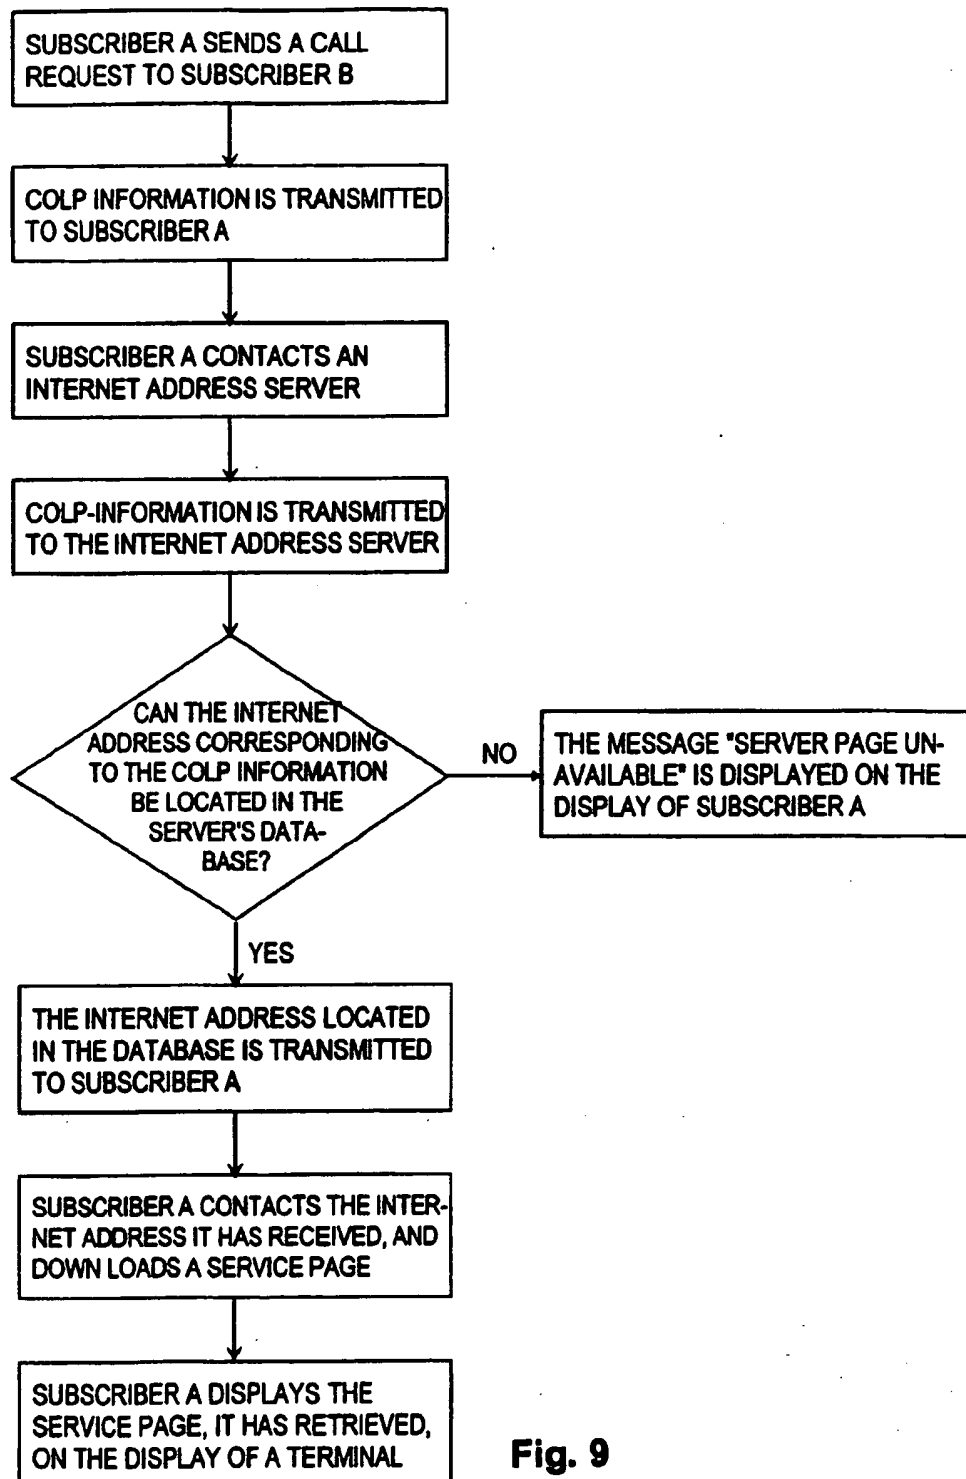 SUBSCRIBER A SENDS A CALL
REQUEST TO SUBSCRIBER B
COLP INFORMATION IS TRANSMITTED
TO SUBSCRIBER A
SUBSCRIBER A CONTACTS AN
INTERNET ADDRESS SERVER
COLP-INFORMATION IS TRANSMITTED
TO THE INTERNET ADDRESS SERVER
CAN THE INTERNET
ADDRESS CORRESPONDING
TO THE COLP INFORMATION
BE LOCATED IN THE
SERVER'S DATA-
BASE?
NO
THE MESSAGE "SERVER PAGE UN-
AVAILABLE" IS DISPLAYED ON THE
DISPLAY OF SUBSCRIBER A
YES
THE INTERNET ADDRESS LOCATED
IN THE DATABASE IS TRANSMITTED
TO SUBSCRIBER A
SUBSCRIBER A CONTACTS THE INTER-
NET ADDRESS IT HAS RECEIVED, AND
DOWN LOADS A SERVICE PAGE
SUBSCRIBER A DISPLAYS THE
SERVICE PAGE, IT HAS RETRIEVED,
ON THE DISPLAY OF A TERMINAL
Fig. 9